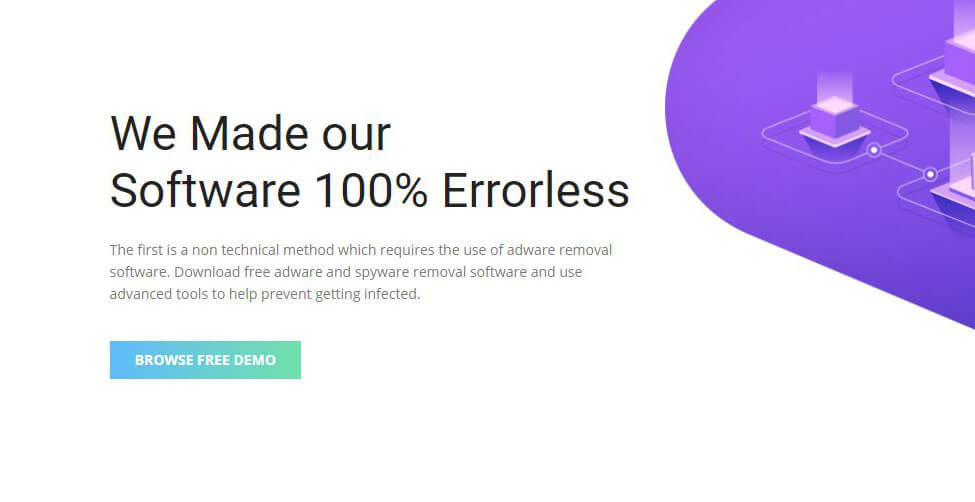 We Made our
Software 100% Errorless
The first is a non technical method which requires the use of adware removal
software. Download free adware and spyware removal software and use
advanced tools to help prevent getting infected.
BROWSE FREE DEMO